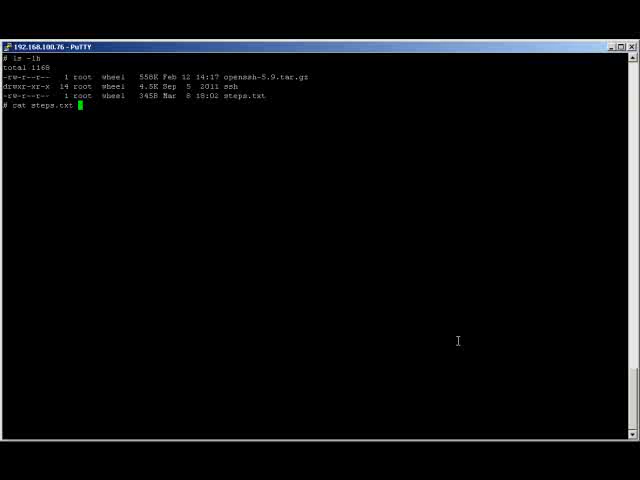 192.168.100.76 - PuTTY
# ls -lh
total 1168
-rw-r--r-- 1 root wheel 558K Feb 12 14:17 openssh-5.9.tar.gz
drwxr-xr-x 14 root wheel 4.5K Sep 5 2011 ssh
-rw-r--r-- 1 root wheel 345B Mar 8 18:02 steps.txt
# cat steps.txt